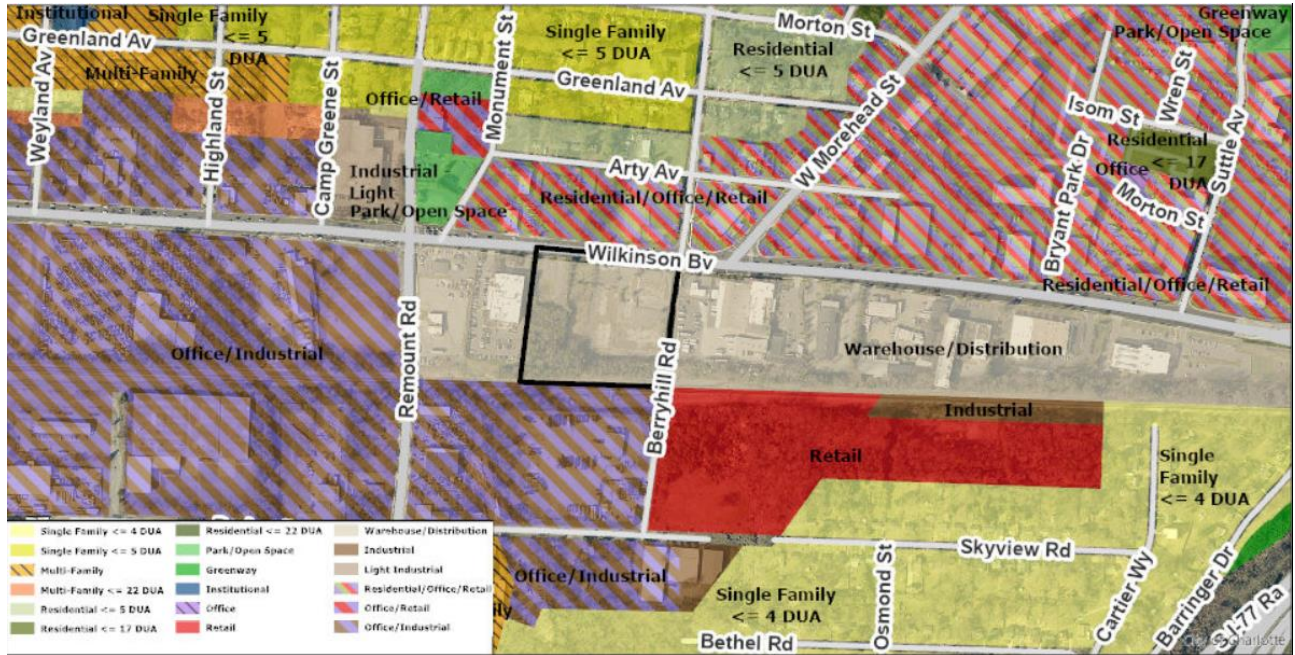 Institutional
Single Family
<= 5
DUA
Greenland Av
Multi-Family
Weyland Av
Highland St
Camp Greene St
Monument St
Office/Retail
Single Family
<= 5 DUA
Greenland Av
Residential
<= 5 DUA
Morton St
W Morehead St
Greenway
Park/Open Space
Wren St
Isom St
Residential
<= 17
DUA
Office
Suttle Av
Morton St
Bryant Park Dr
Industrial
Light
Park/Open Space
Arty Av
Residential/Office/Retail
Residential/Office/Retail
Wilkinson Bv
Office/Industrial
Remount Rd
Berryhill Rd
Warehouse/Distribution
Industrial
Retail
Single
Family
<= 4 DUA
Skyview Rd
Office/Industrial
Single Family
<= 4 DUA
Osmond St
Cartier Wy
Barringer Dr
I-77 Ra
Bethel Rd
Single Family <= 4 DUA
Single Family <= 5 DUA
Multi-Family
Multi-Family <= 22 DUA
Residential <= 5 DUA
Residential <= 17 DUA
Residential <= 22 DUA
Park/Open Space
Greenway
Institutional
Office
Retail
Warehouse/Distribution
Industrial
Light Industrial
Residential/Office/Retail
Office/Retail
Office/Industrial